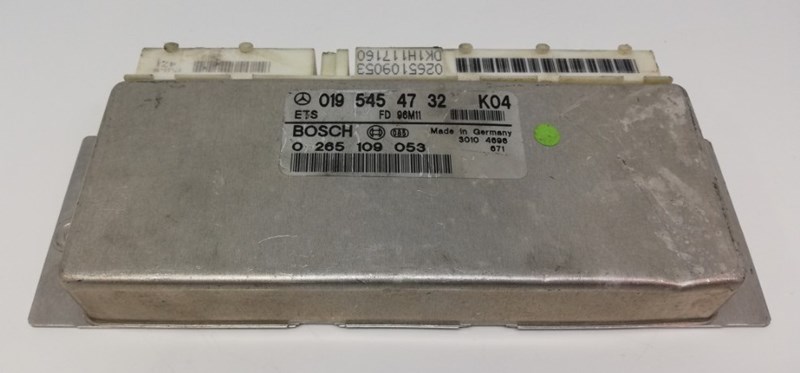 0265109053
DK1H117160
019 545 47 32 K04
ETS FD 96M11
BOSCH Made in Germany
3010 4896
0 265 109 053 671